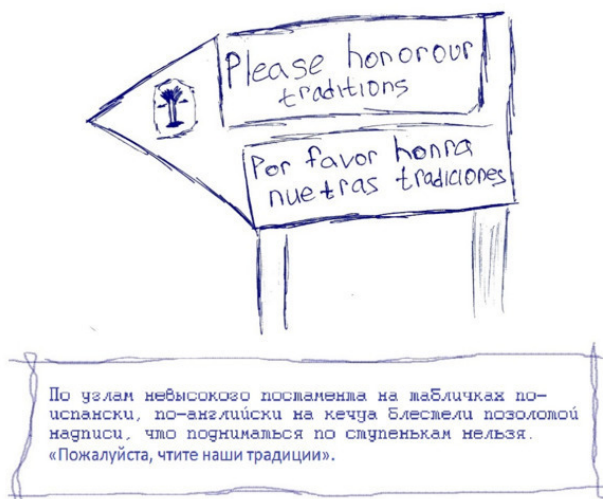 Please honorour
traditions
Por favor honra
nuetras tradiciones
По углам невысокого постамента на табличках по-
испански, по-английски на кечуа блестели позолотой
надписи, что подниматься по ступенькам нельзя.
«Пожалуйста, чтите наши традиции».